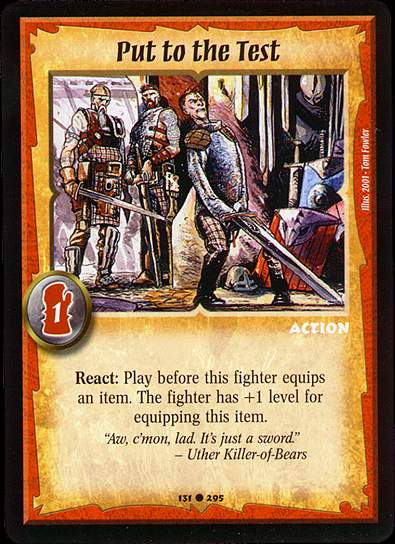 Put to the Test
Illus. 2001 - Tom Fowler
1
ACTION
React: Play before this fighter equips
an item. The fighter has +1 level for
equipping this item.
"Aw, c'mon, lad. It's just a sword."
– Uther Killer-of-Bears
131 ● 295